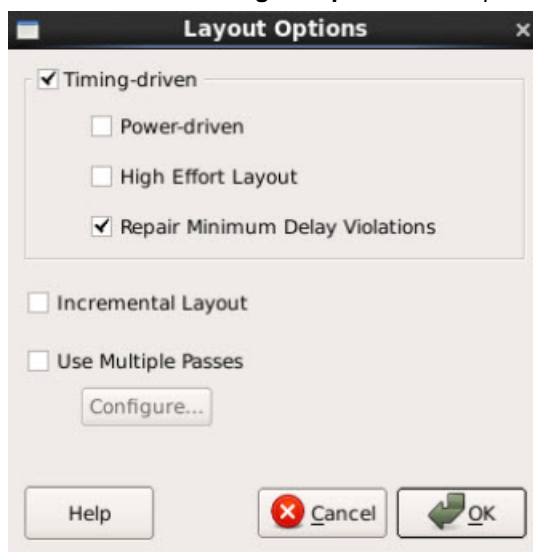 Layout Options
Timing-driven
Power-driven
High Effort Layout
Repair Minimum Delay Violations
Incremental Layout
Use Multiple Passes
Configure...
Help Cancel OK